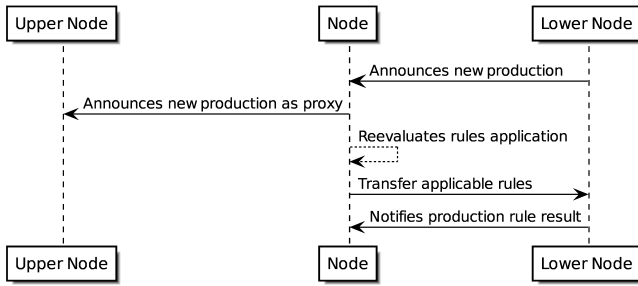 Upper Node
Node
Lower Node
Announces new production
Announces new production as proxy
Reevaluates rules application
Transfer applicable rules
Notifies production rule result
Upper Node
Node
Lower Node